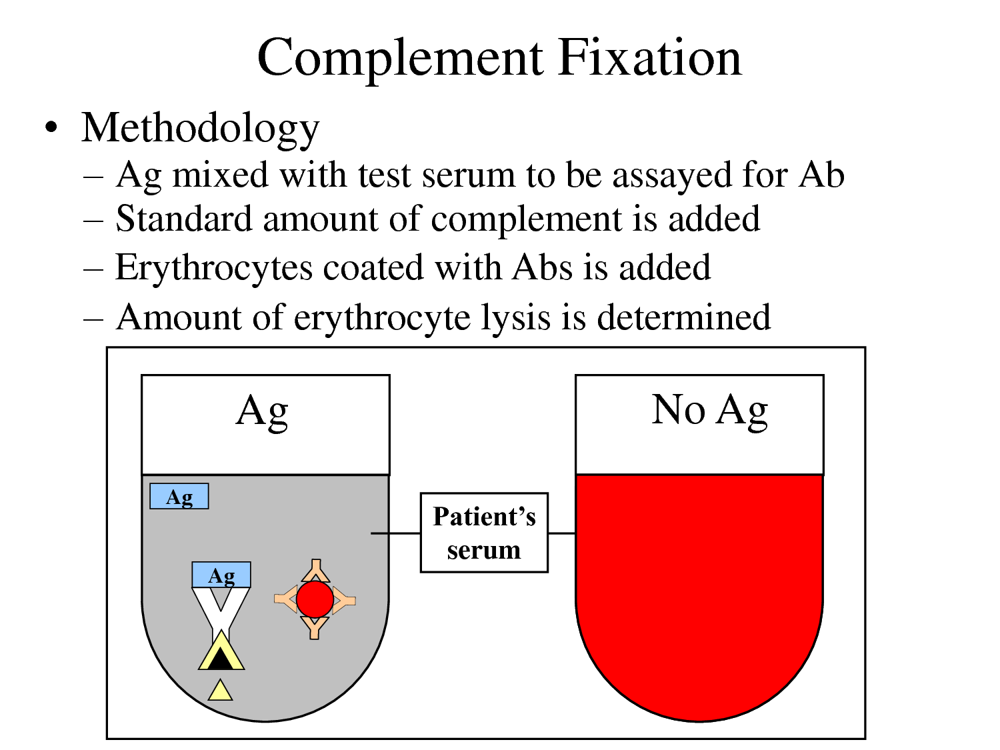 Complement Fixation
• Methodology
– Ag mixed with test serum to be assayed for Ab
– Standard amount of complement is added
– Erythrocytes coated with Abs is added
– Amount of erythrocyte lysis is determined
Ag
No Ag
Ag
Patient’s
serum
Ag